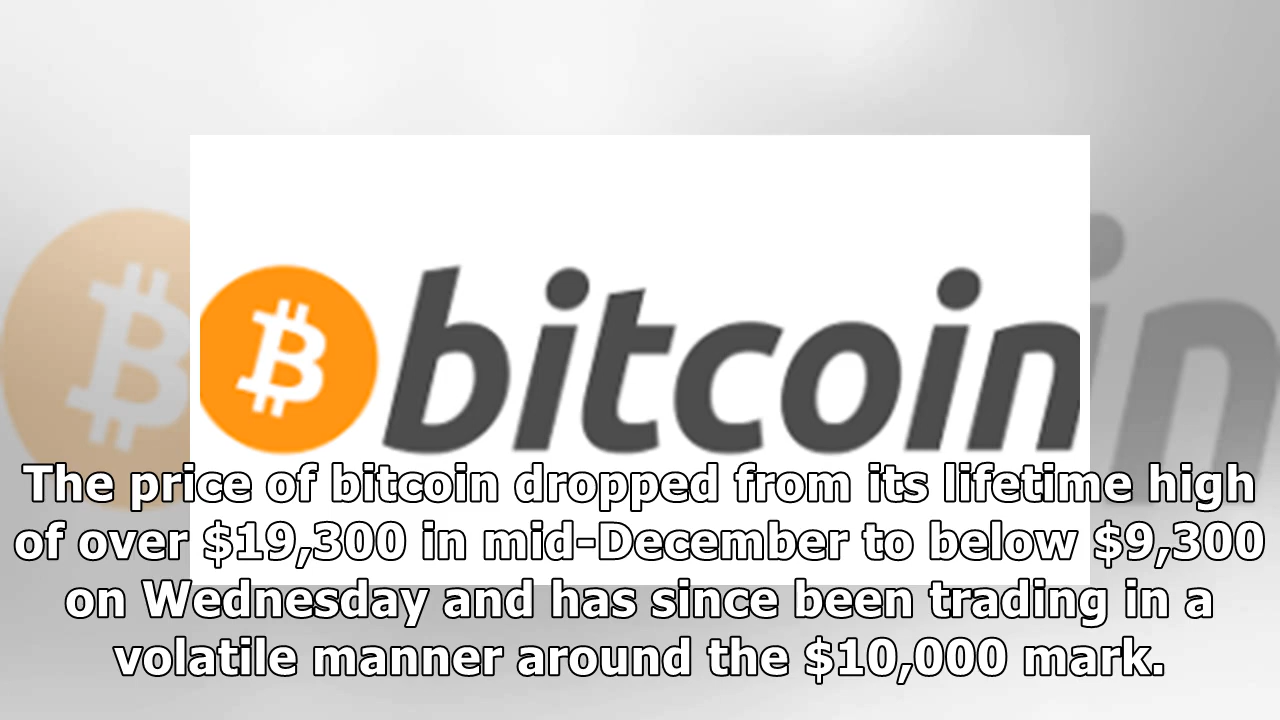 bitcoin
The price of bitcoin dropped from its lifetime high
of over $19,300 in mid-December to below $9,300
on Wednesday and has since been trading in a
volatile manner around the $10,000 mark.